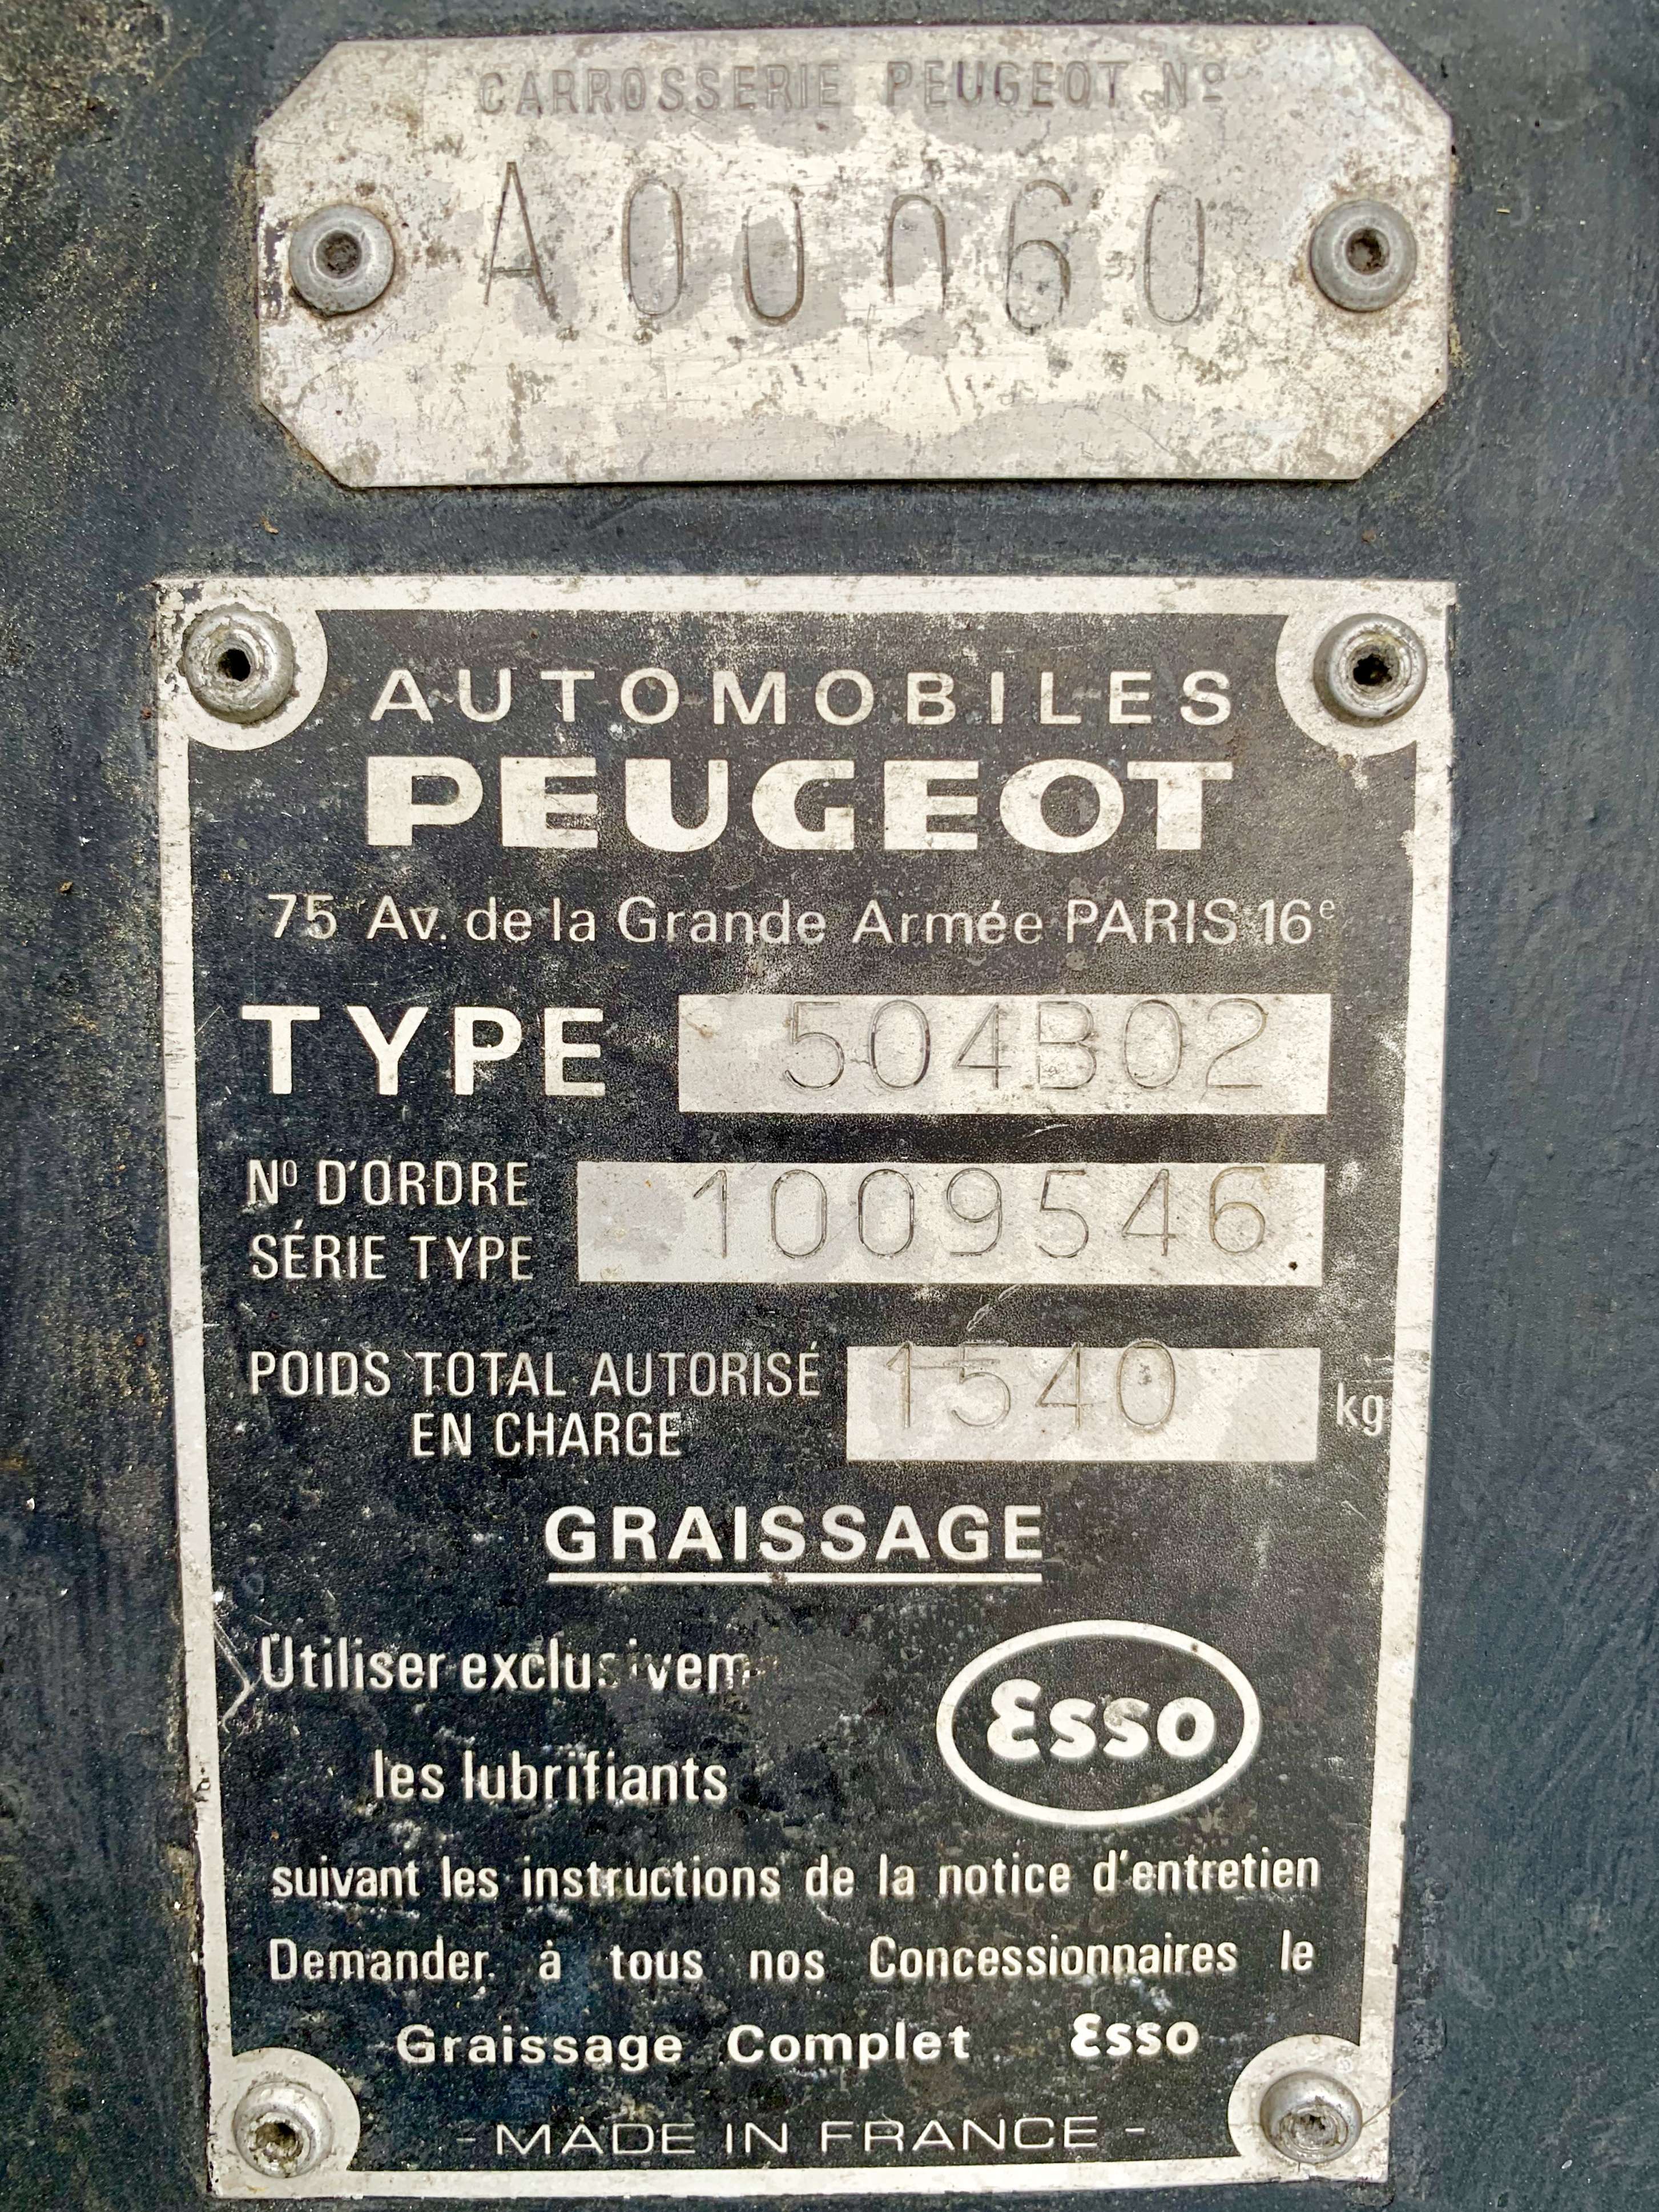 CARROSSERIE PEUGEOT Nº
A00060
AUTOMOBILES
PEUGEOT
75 Av. de la Grande Armée PARIS 16e
TYPE 504B02
Nº D'ORDRE
SÉRIE TYPE 1009546
POIDS TOTAL AUTORISÉ
EN CHARGE 1540 kg
GRAISSAGE
Utiliser
les lubrifiants Esso
suivant les instructions de la notice d'entretien
Demander à tous nos Concessionnaires le
Graissage Complet Esso
- MADE IN FRANCE -